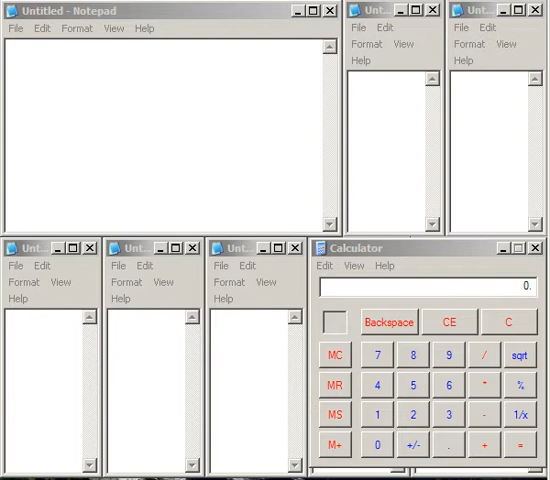 Untitled - Notepad
File Edit Format View Help
Unt...
File Edit
Format View
Help
Unt...
File Edit
Format View
Help
Unt...
File Edit
Format View
Help
Unt...
File Edit
Format View
Help
Unt...
File Edit
Format View
Help
Calculator
Edit View Help
0.
Backspace CE C
MC 7 8 9 / sqrt
MR 4 5 6 * %
MS 1 2 3 - 1/x
M+ 0 +/- . + =